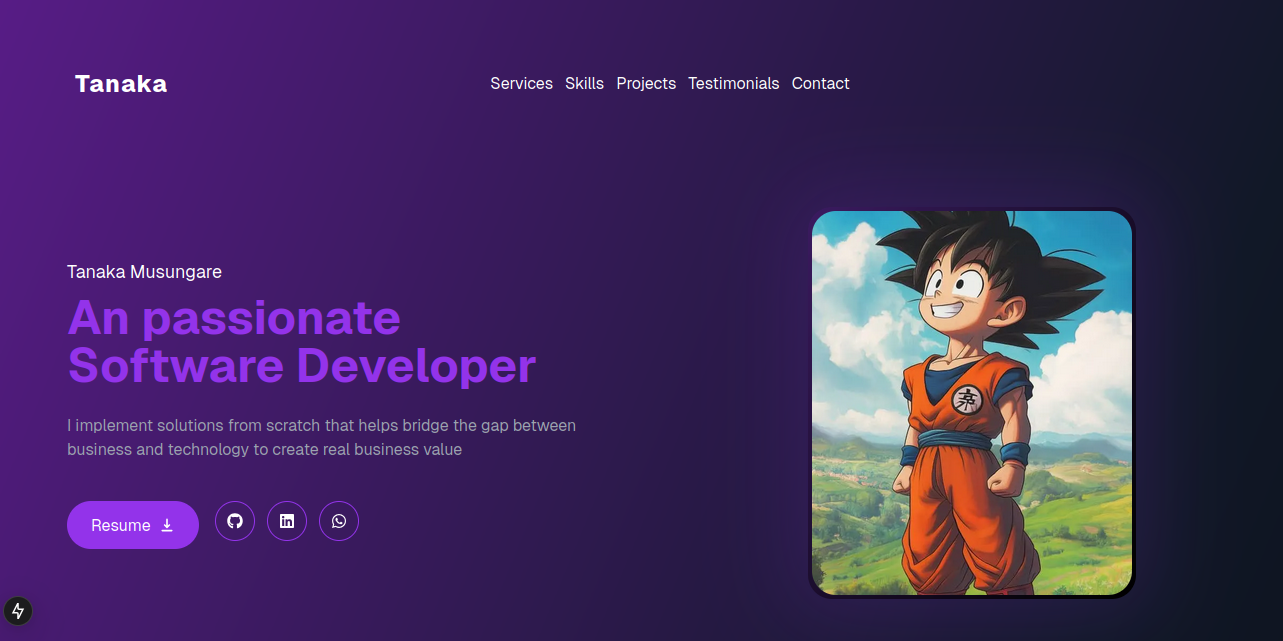 Tanaka
Services Skills Projects Testimonials Contact
Tanaka Musungare
An passionate
Software Developer
I implement solutions from scratch that helps bridge the gap between
business and technology to create real business value
Resume
in